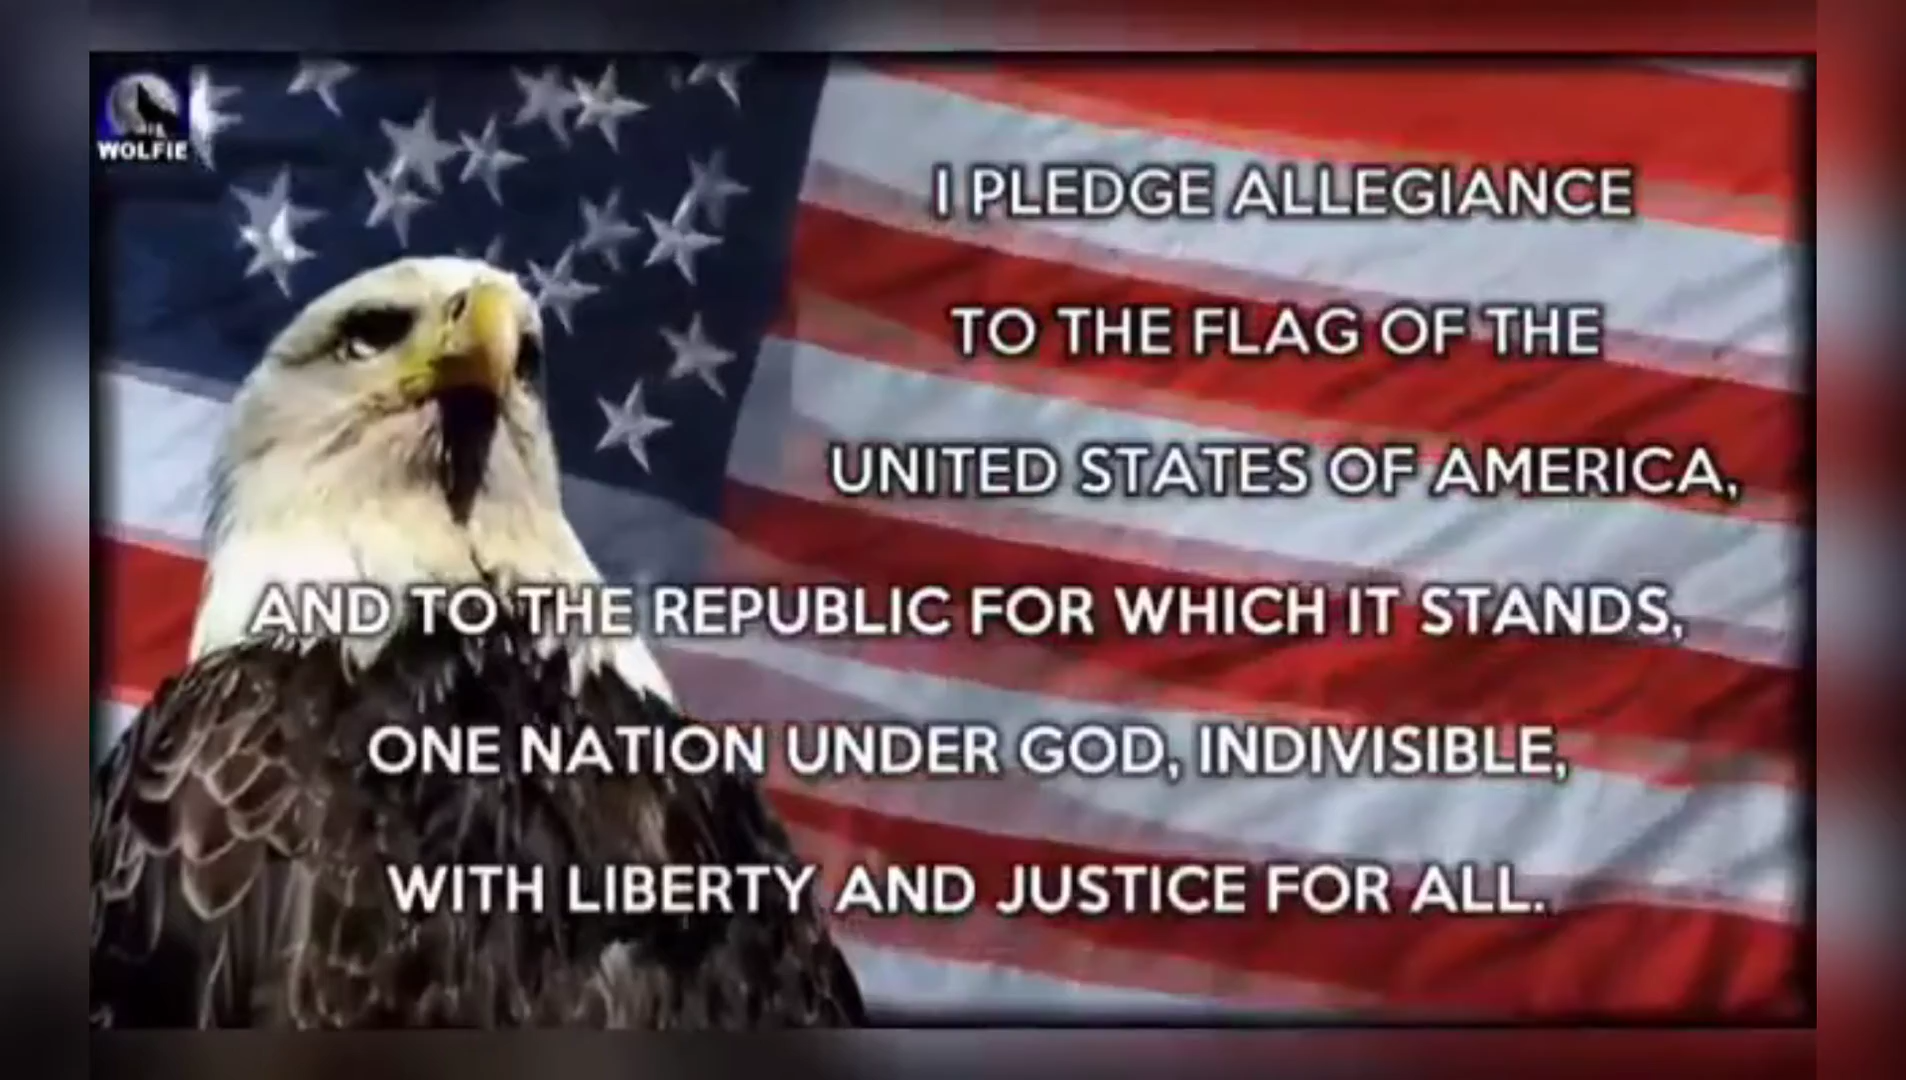 WOLFIE
I PLEDGE ALLEGIANCE
TO THE FLAG OF THE
UNITED STATES OF AMERICA,
AND TO THE REPUBLIC FOR WHICH IT STANDS,
ONE NATION UNDER GOD, INDIVISIBLE,
WITH LIBERTY AND JUSTICE FOR ALL.